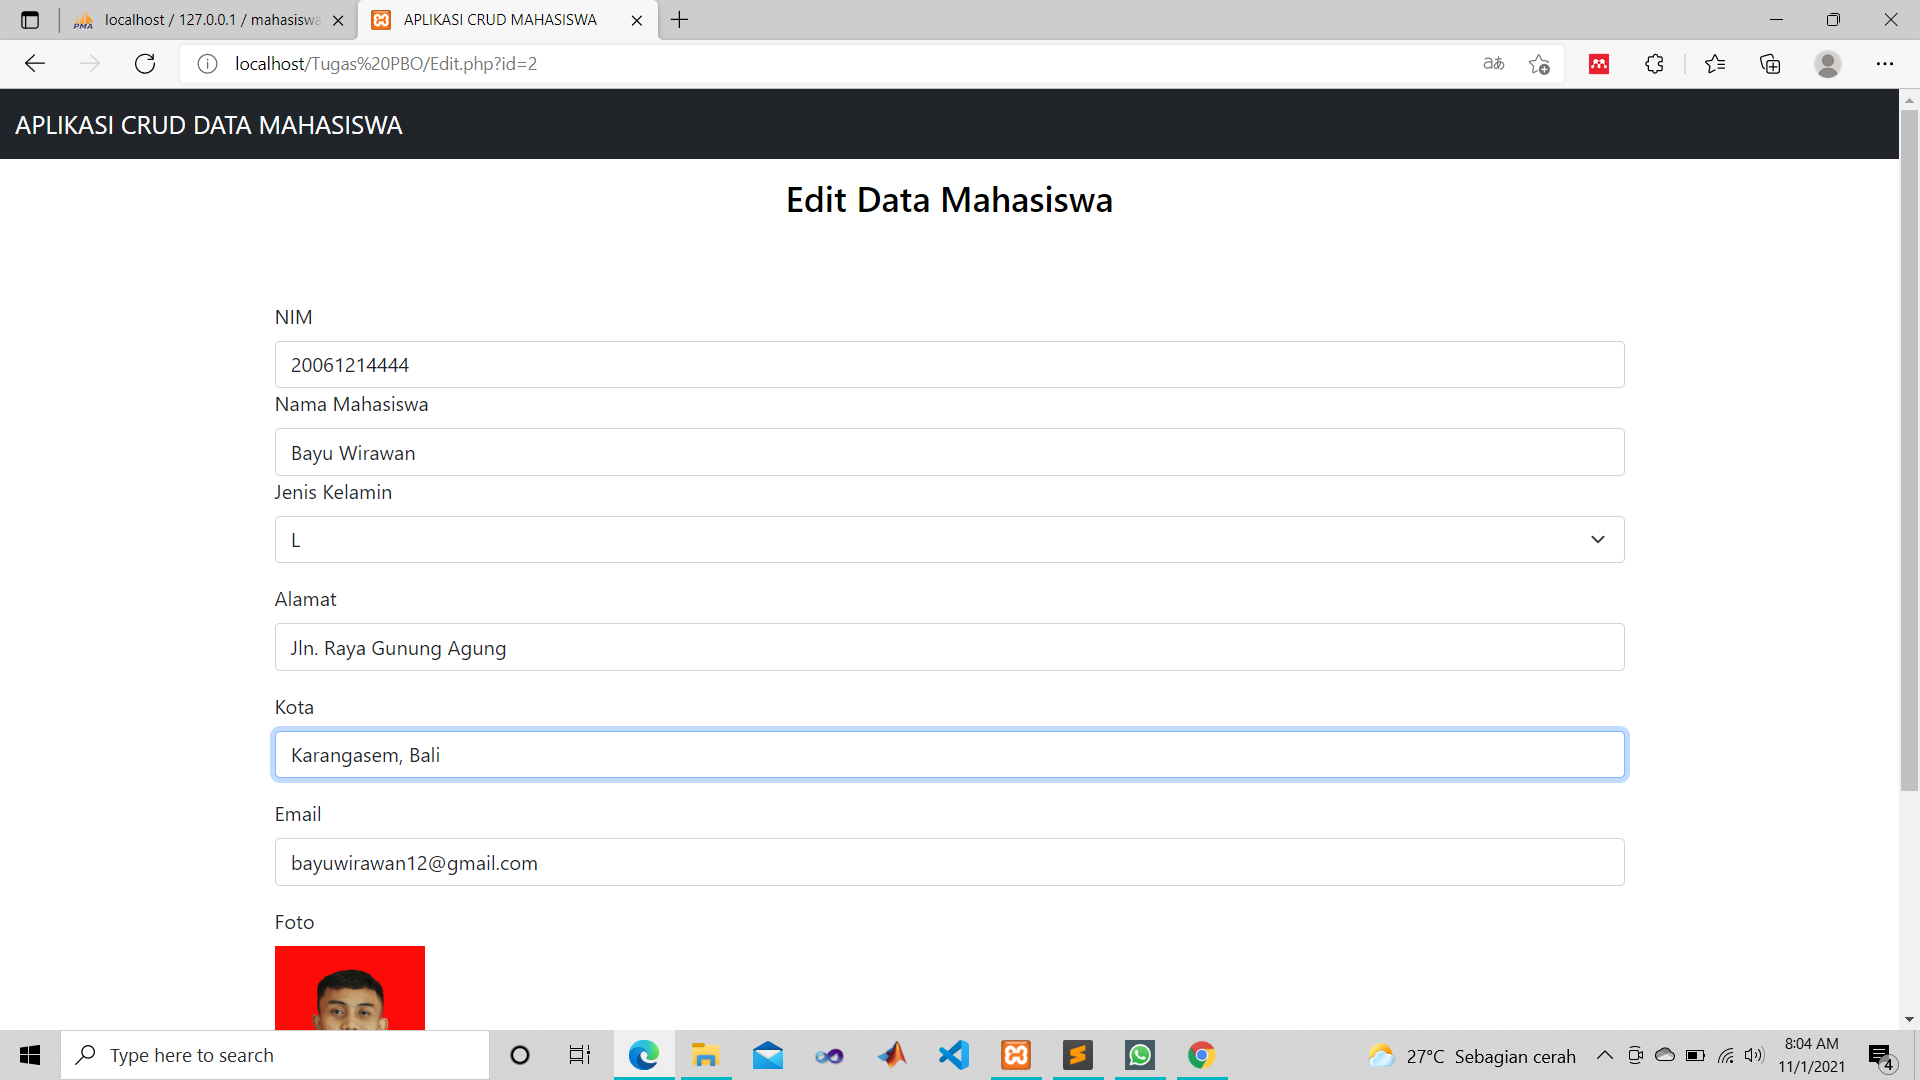 localhost / 127.0.0.1 / mahasiswa
APLIKASI CRUD MAHASISWA
localhost/Tugas%20PBO/Edit.php?id=2
APLIKASI CRUD DATA MAHASISWA
Edit Data Mahasiswa
NIM
20061214444
Nama Mahasiswa
Bayu Wirawan
Jenis Kelamin
L
Alamat
Jln. Raya Gunung Agung
Kota
Karangasem, Bali
Email
bayuwirawan12@gmail.com
Foto
Type here to search
27°C Sebagian cerah
8:04 AM
11/1/2021
4